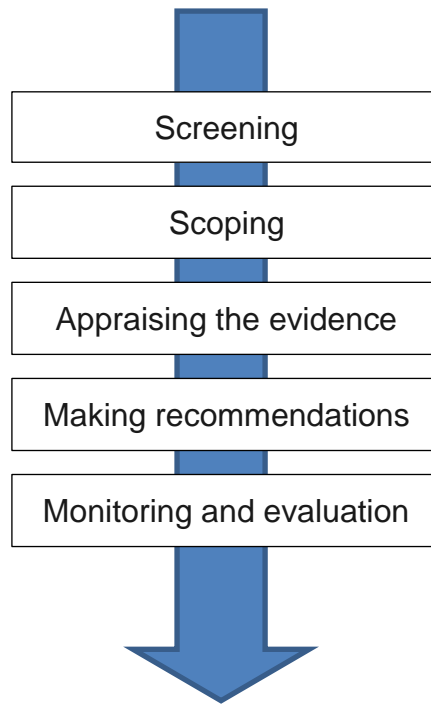 Screening
Scoping
Appraising the evidence
Making recommendations
Monitoring and evaluation